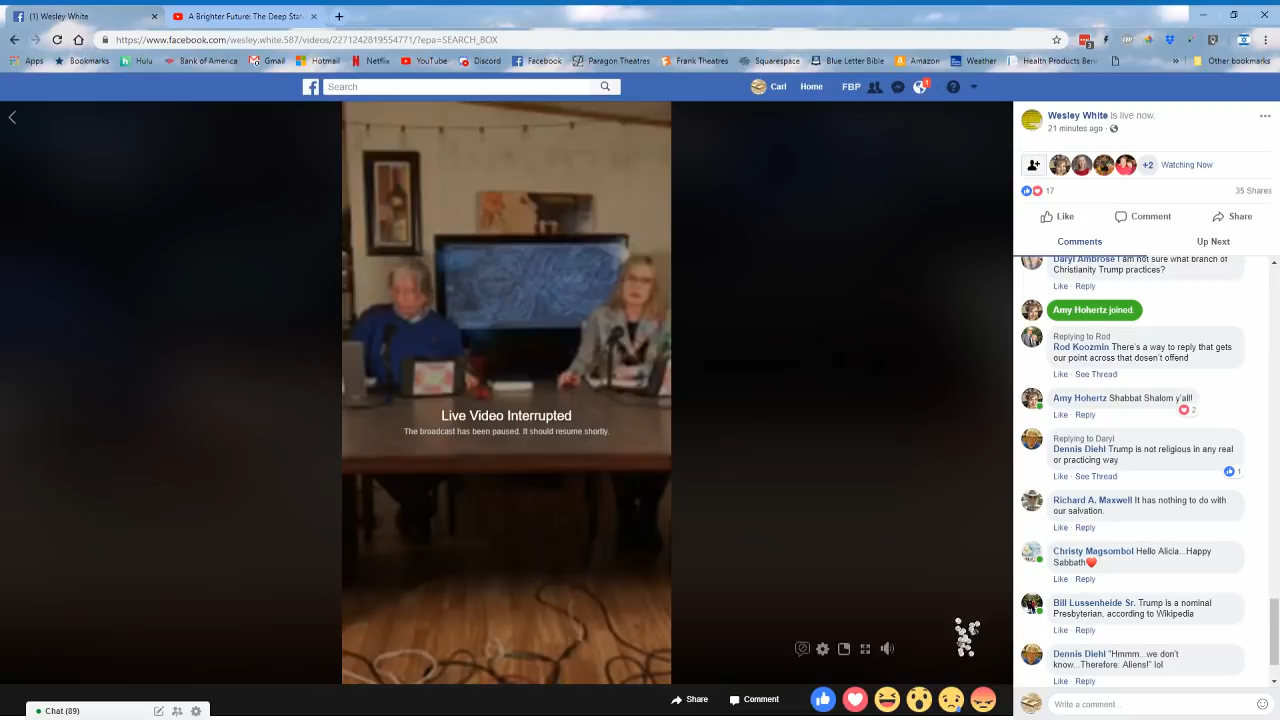 (1) Wesley White
A Brighter Future: The Deep Stat
https://www.facebook.com/wesley.white.587/videos/2271242819554771/?epa=SEARCH_BOX
3
Apps Bookmarks Hulu Bank of America Gmail Hotmail Netflix YouTube Discord Facebook Paragon Theatres Frank Theatres Squarespace Blue Letter Bible Amazon Weather Health Products Ben » Other bookmarks
Search Carl Home FBP 1
Wesley White is live now.
21 minutes ago ·
+2 Watching Now
17 35 Shares
Like Comment Share
Comments Up Next
Daryl Ambrose I am not sure what branch of
Christianity Trump practices?
Like · Reply
Amy Hohertz joined.
Replying to Rod
Rod Koozmin There's a way to reply that gets
our point across that dosen't offend
Like · See Thread
Amy Hohertz Shabbat Shalom y'all!
2
Like · Reply
Replying to Daryl
Dennis Diehl Trump is not religious in any real
or practicing way
1
Like · See Thread
Richard A. Maxwell It has nothing to do with
our salvation.
Like · Reply
Christy Magsombol Hello Alicia...Happy
Sabbath
Like · Reply
Bill Lussenheide Sr. Trump is a nominal
Presbyterian, according to Wikipedia
Like · Reply
Dennis Diehl "Hmmm...we don't
know...Therefore. Aliens!" lol
Like · Reply
Write a comment...
Live Video Interrupted
The broadcast has been paused. It should resume shortly.
Share Comment
Chat (89)